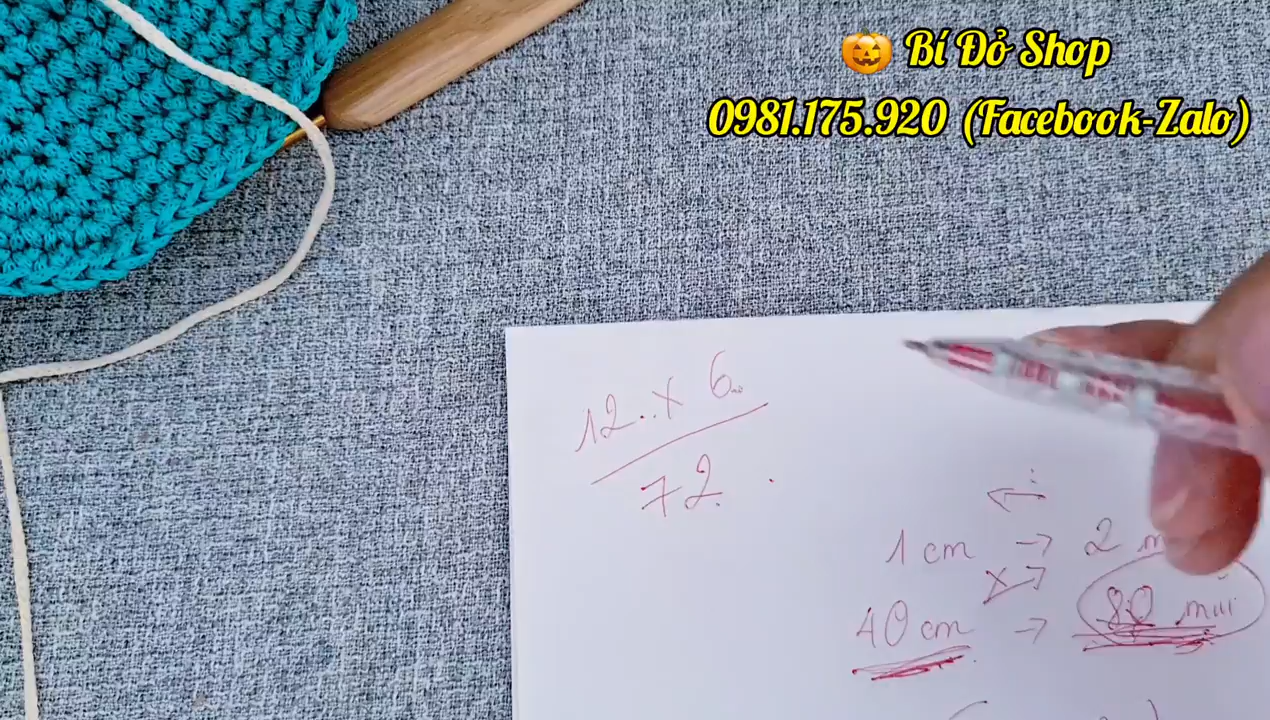 🎃 Bí Đỏ Shop
0981.175.920 (Facebook-Zalo)
12 x 6
72
1 cm → 2 m
40 cm → 80 mũi